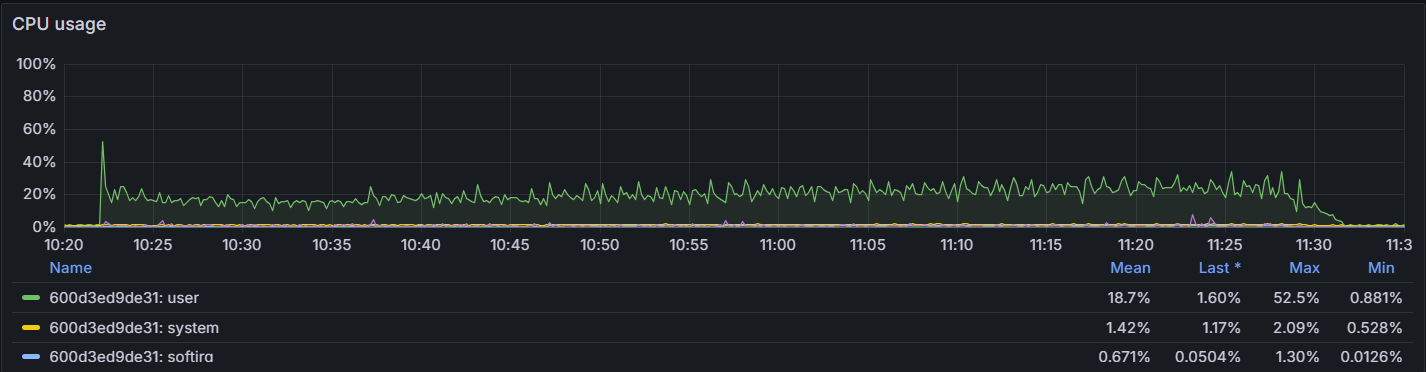 CPU usage
100%
80%
60%
40%
20%
0%
10:20 10:25 10:30 10:35 10:40 10:45 10:50 10:55 11:00 11:05 11:10 11:15 11:20 11:25 11:30 11:3
Name Mean Last * Max Min
600d3ed9de31: user 18.7% 1.60% 52.5% 0.881%
600d3ed9de31: system 1.42% 1.17% 2.09% 0.528%
600d3ed9de31: softirq 0.671% 0.0504% 1.30% 0.0126%